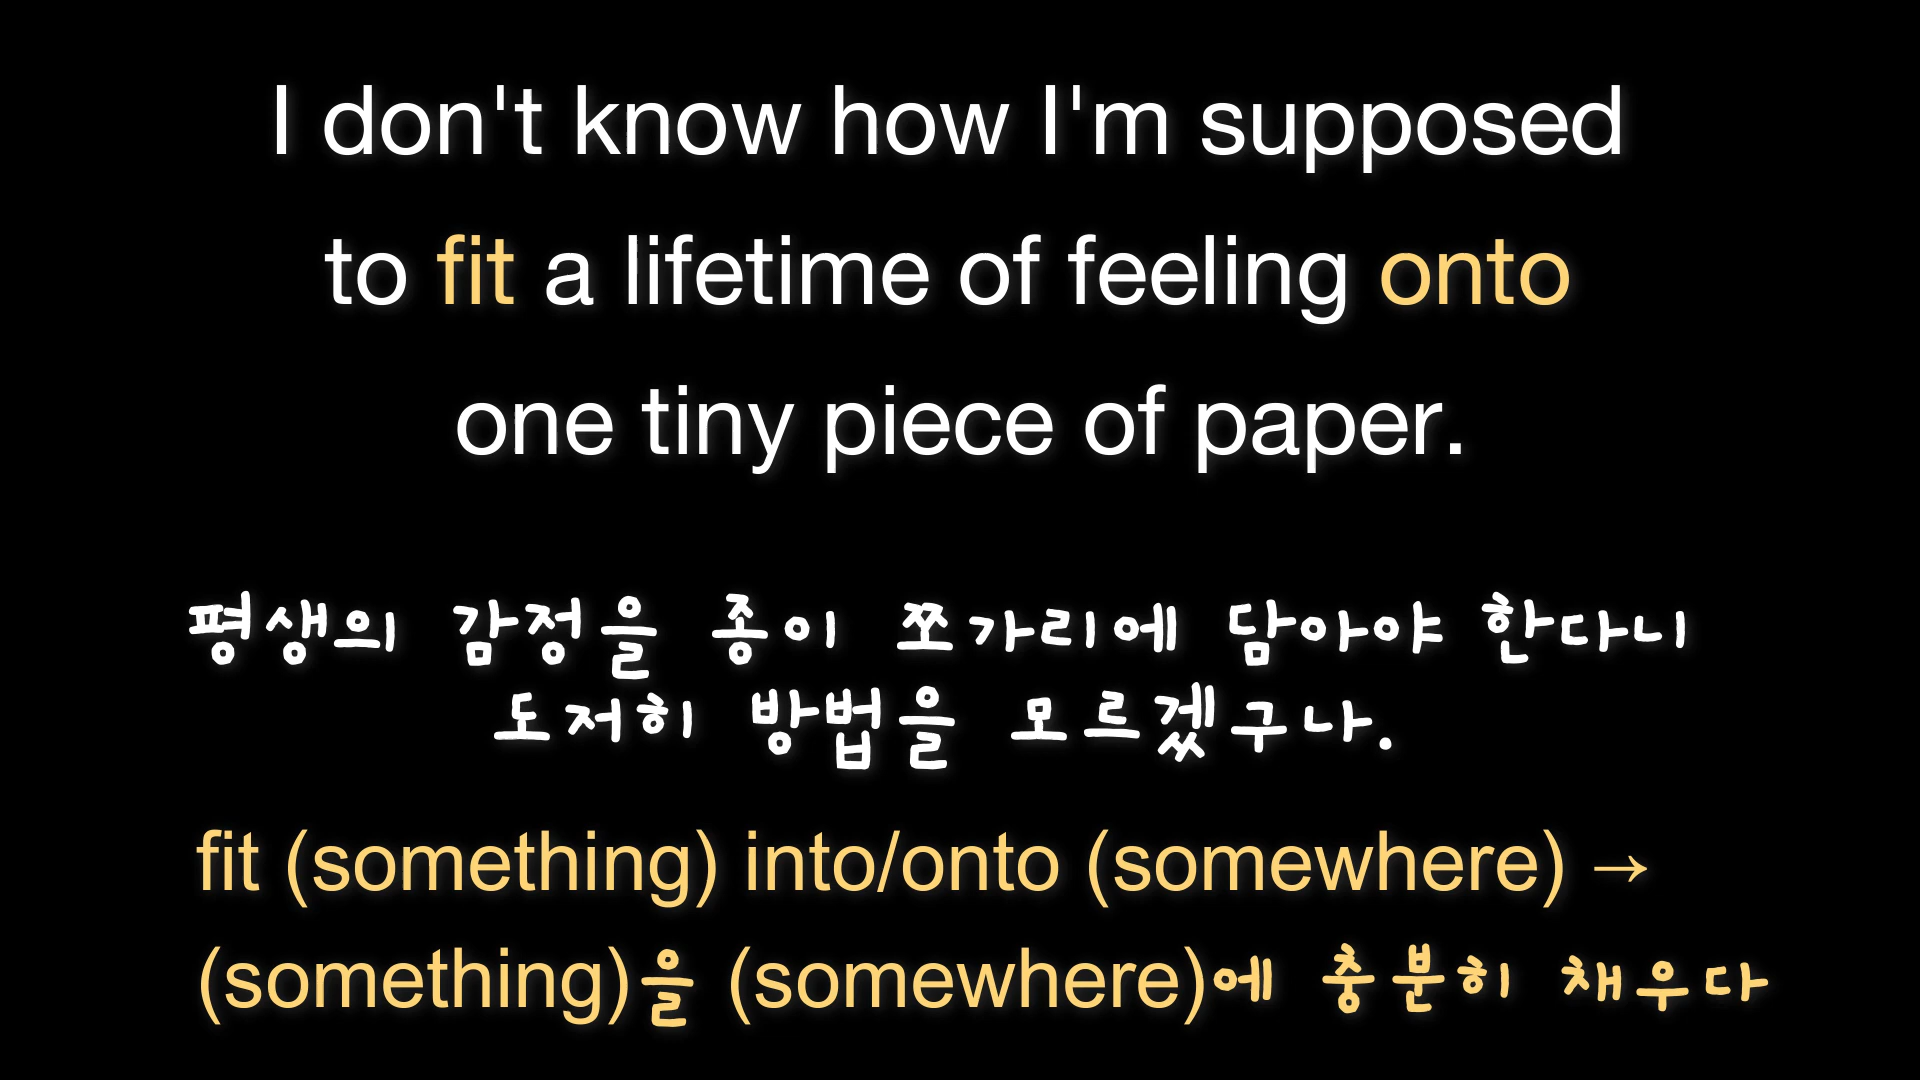 I don't know how I'm supposed
to fit a lifetime of feeling onto
one tiny piece of paper.
평생의 감정을 종이 쪼가리에 담아야 한다니
도저히 방법을 모르겠구나.
fit (something) into/onto (somewhere) →
(something)을 (somewhere)에 충분히 채우다